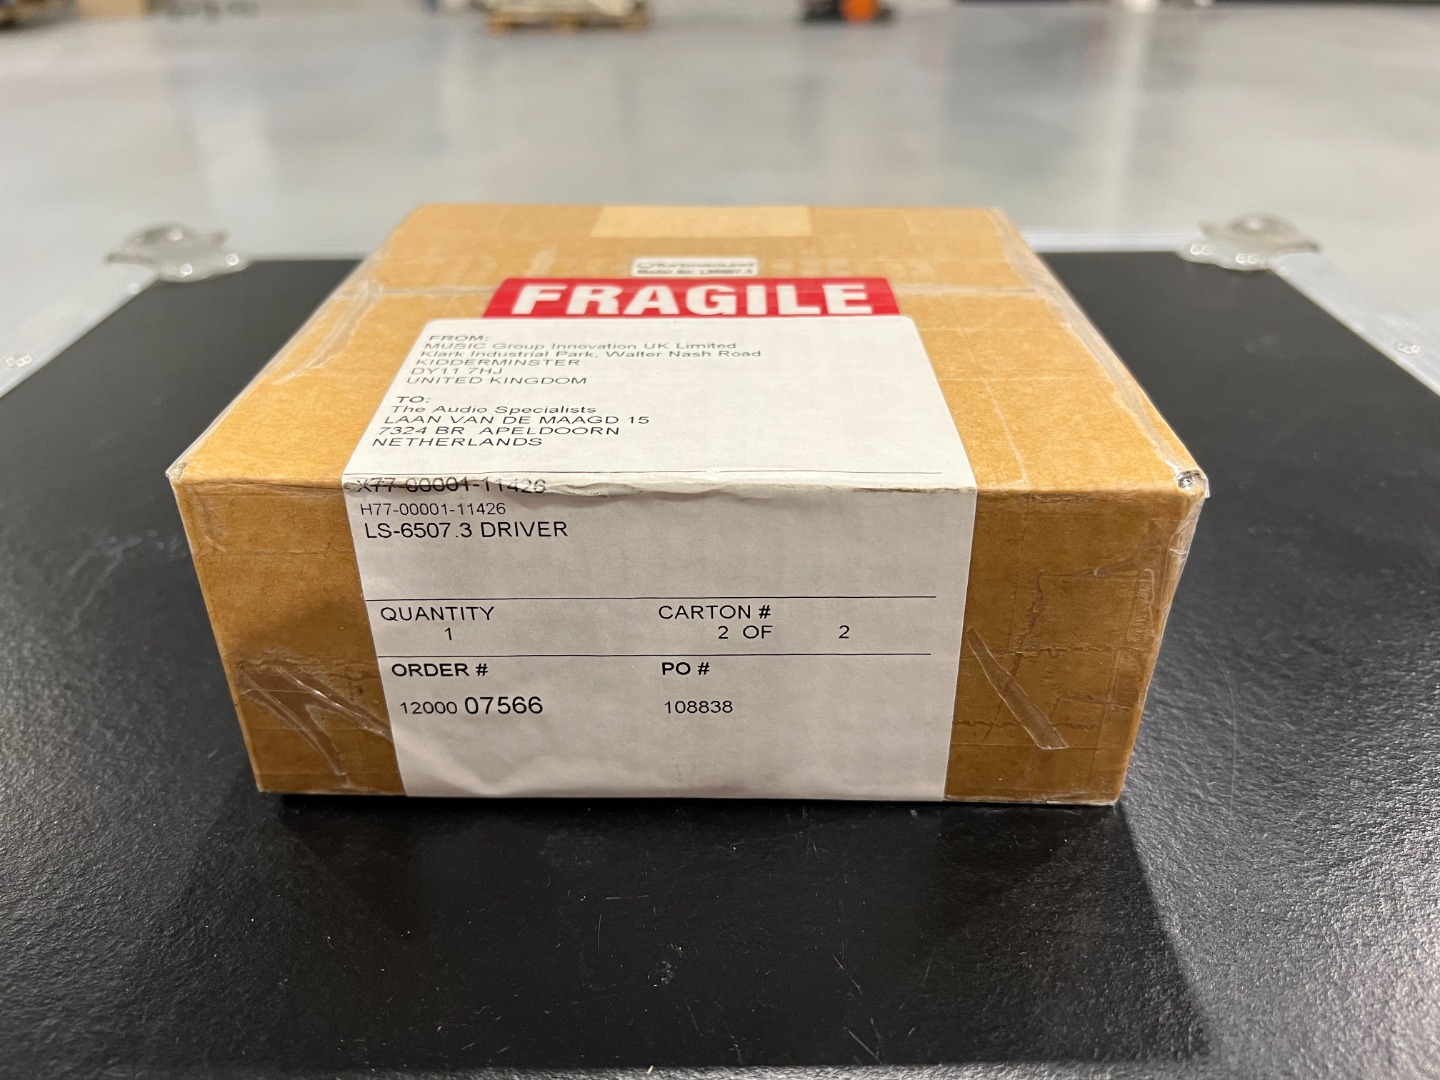 turbosound
FRAGILE
FROM:
MUSIC Group Innovation UK Limited
Klark Industrial Park, Walter Nash Road
KIDDERMINSTER
DY11 7HJ
UNITED KINGDOM
TO:
The Audio Specialists
LAAN VAN DE MAAGD 15
7324 BR APELDOORN
NETHERLANDS
X77-00001-11426
H77-00001-11426
LS-6507.3 DRIVER
QUANTITY CARTON #
1 2 OF 2
ORDER # PO #
12000 07566 108838